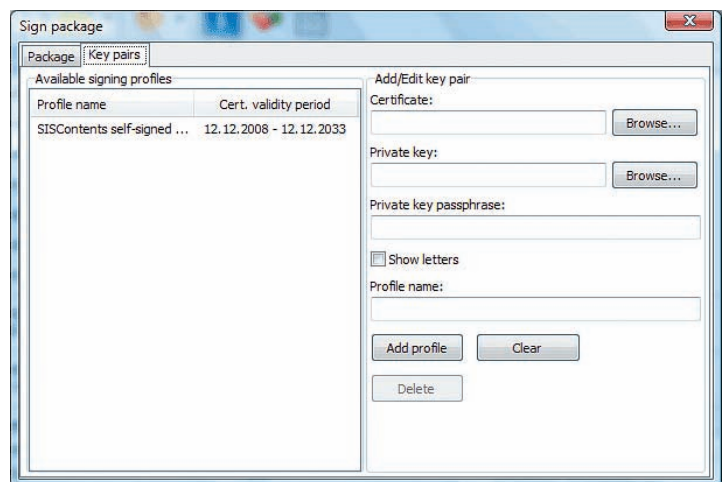 Sign package
Package
Key pairs
Available signing profiles
Profile name
Cert. validity period
SISContents self-signed ...
12.12.2008 - 12.12.2033
Add/Edit key pair
Certificate:
Browse...
Private key:
Browse...
Private key passphrase:
Show letters
Profile name:
Add profile
Clear
Delete